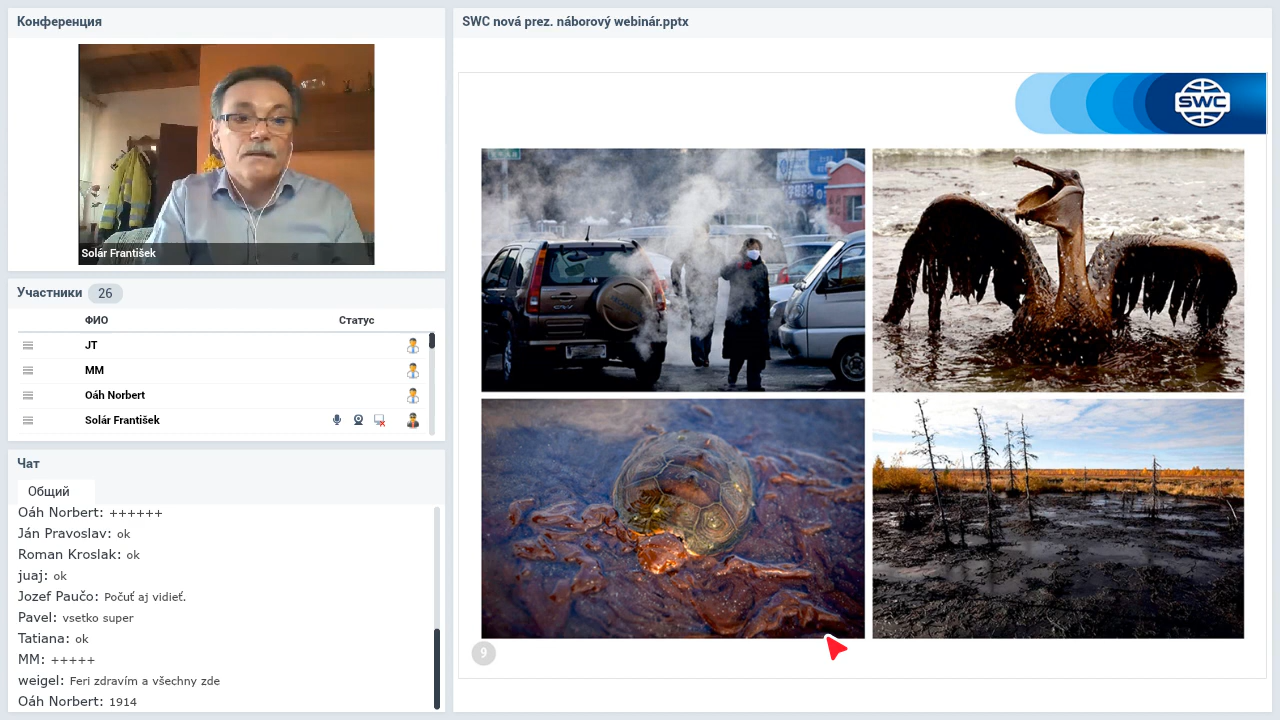 Конференция
Solár František
Участники 26
ФИО Статус
JT
MM
Oáh Norbert
Solár František
Чат
Общий
Oáh Norbert: ++++++
Ján Pravoslav: ok
Roman Kroslak: ok
juaj: ok
Jozef Paučo: Počuť aj vidieť.
Pavel: vsetko super
Tatiana: ok
MM: +++++
weigel: Feri zdravím a všechny zde
Oáh Norbert: 1914
SWC nová prez. náborový webinár.pptx
SWC
9